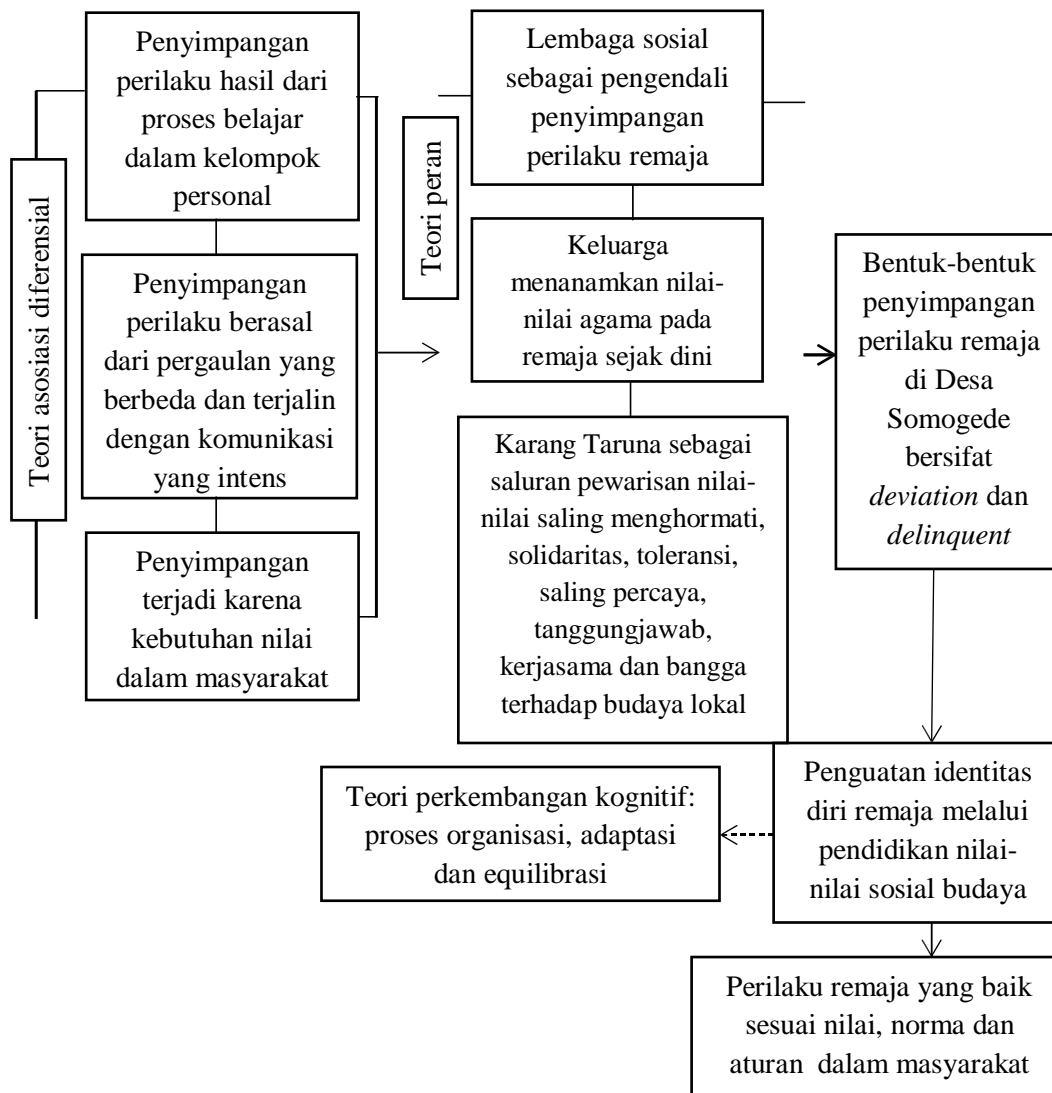 Teori asosiasi diferensial
Penyimpangan
perilaku hasil dari
proses belajar
dalam kelompok
personal
Penyimpangan
perilaku berasal
dari pergaulan yang
berbeda dan terjalin
dengan komunikasi
yang intens
Penyimpangan
terjadi karena
kebutuhan nilai
dalam masyarakat
Teori peran
Lembaga sosial
sebagai pengendali
penyimpangan
perilaku remaja
Keluarga
menanamkan nilai-
nilai agama pada
remaja sejak dini
Karang Taruna sebagai
saluran pewarisan nilai-
nilai saling menghormati,
solidaritas, toleransi,
saling percaya,
tanggungjawab,
kerjasama dan bangga
terhadap budaya lokal
Bentuk-bentuk
penyimpangan
perilaku remaja
di Desa
Somogede
bersifat
deviation dan
delinquent
Teori perkembangan kognitif:
proses organisasi, adaptasi
dan equilibrasi
Penguatan identitas
diri remaja melalui
pendidikan nilai-
nilai sosial budaya
Perilaku remaja yang baik
sesuai nilai, norma dan
aturan dalam masyarakat